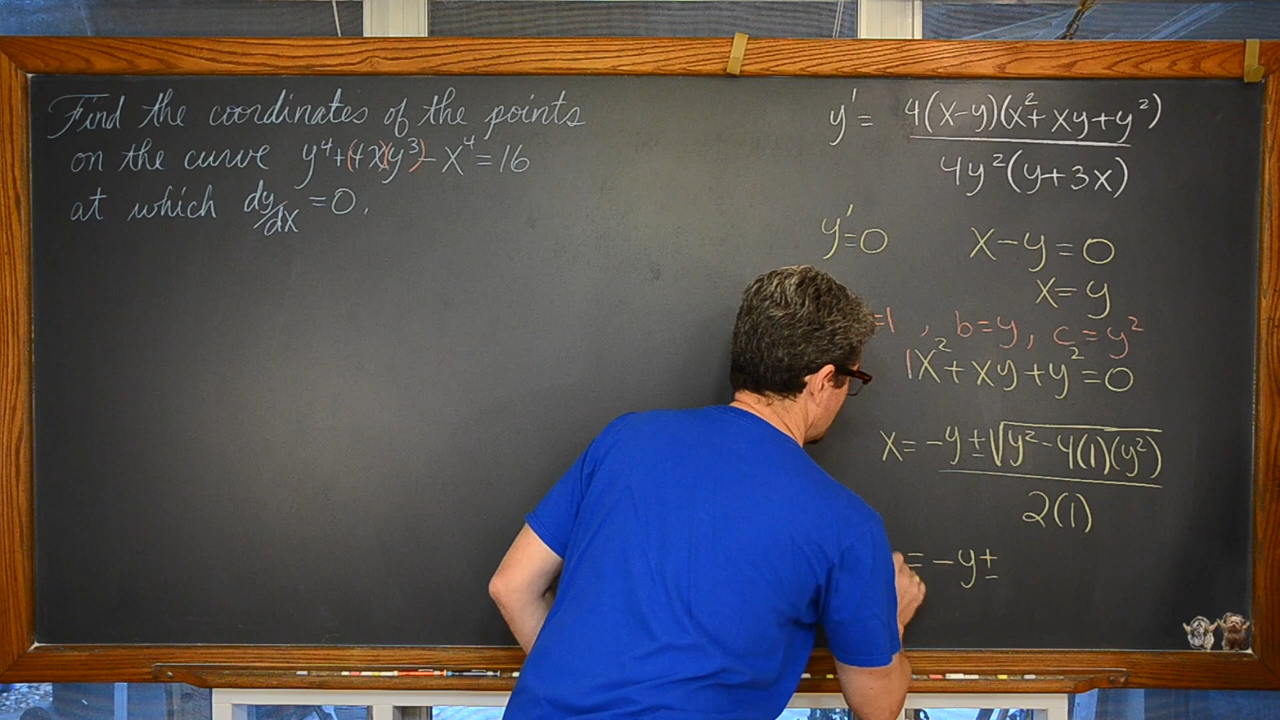 Find the coordinates of the points
on the curve y⁴+(4x)(y³)-x⁴=16
at which dy/dx=0.
y' = 4(x-y)(x²+xy+y²) / 4y²(y+3x)
y'=0 x-y=0
x=y
=1, b=y, c=y²
1x²+xy+y²=0
x= -y±√y²-4(1)(y²) / 2(1)
= -y±